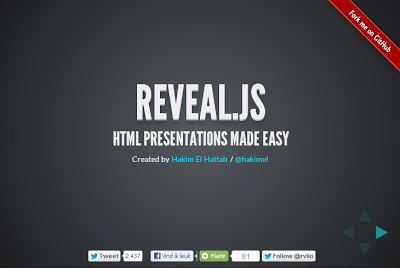 Fork me on GitHub
REVEAL.JS
HTML PRESENTATIONS MADE EASY
Created by Hakim El Hattab / @hakimel
Tweet 2,437 Vind ik leuk Flattr 81 Follow @rvlio